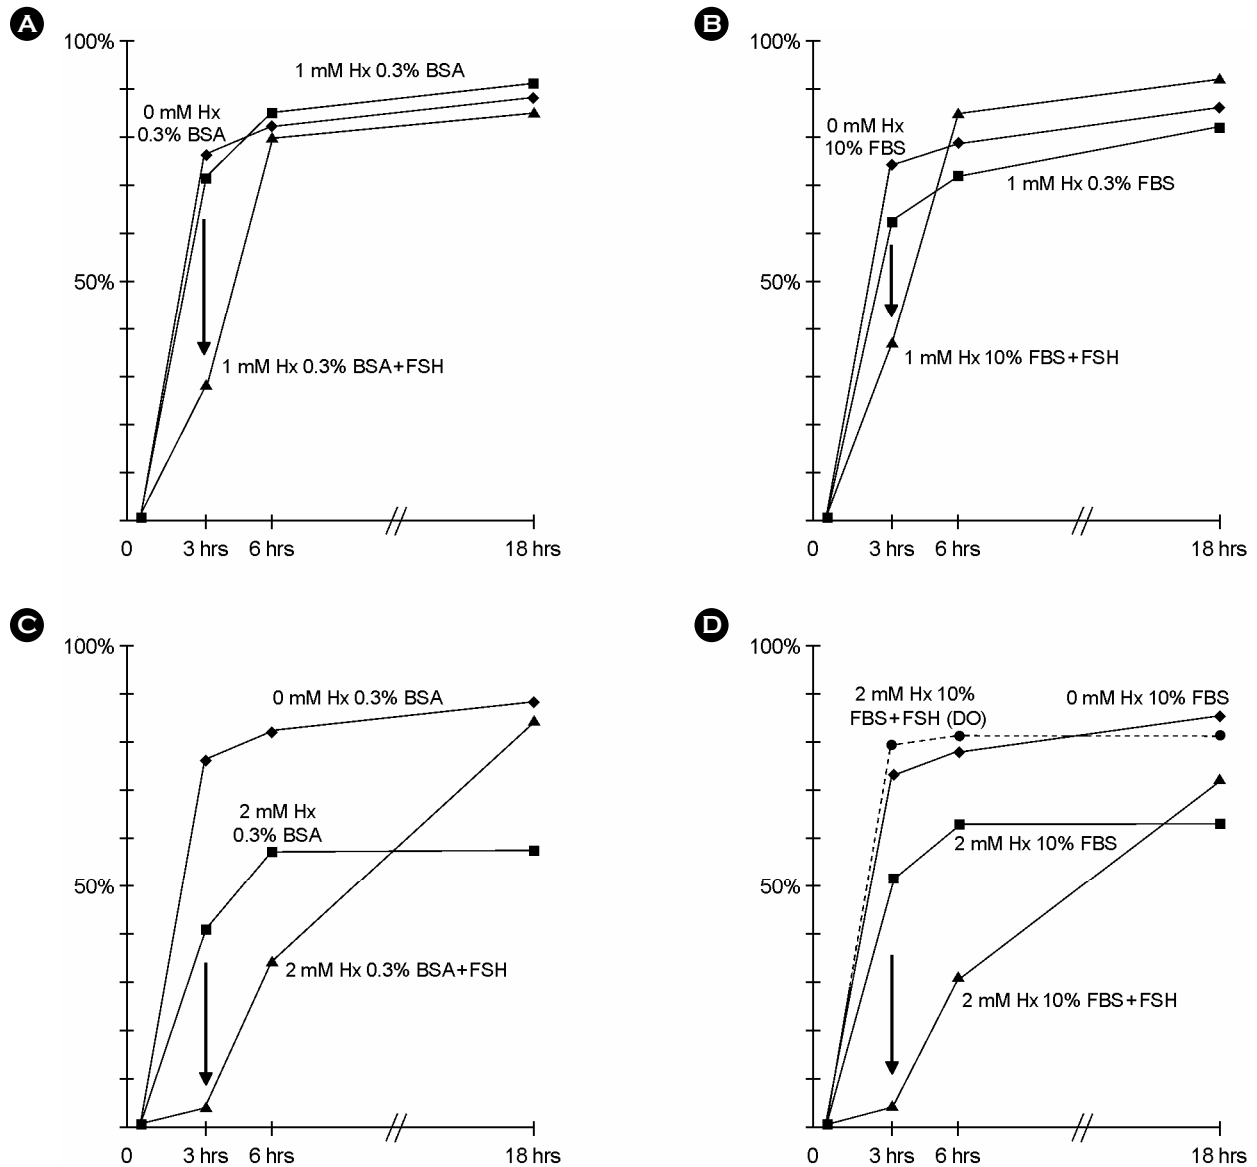 A
100%
1 mM Hx 0.3% BSA
0 mM Hx
0.3% BSA
50%
1 mM Hx 0.3% BSA+FSH
0
3 hrs
6 hrs
18 hrs
B
100%
0 mM Hx
10% FBS
1 mM Hx 0.3% FBS
50%
1 mM Hx 10% FBS+FSH
0
3 hrs
6 hrs
18 hrs
C
100%
0 mM Hx 0.3% BSA
2 mM Hx
0.3% BSA
50%
2 mM Hx 0.3% BSA+FSH
0
3 hrs
6 hrs
18 hrs
D
100%
2 mM Hx 10%
FBS+FSH (DO)
0 mM Hx 10% FBS
2 mM Hx 10% FBS
50%
2 mM Hx 10% FBS+FSH
0
3 hrs
6 hrs
18 hrs